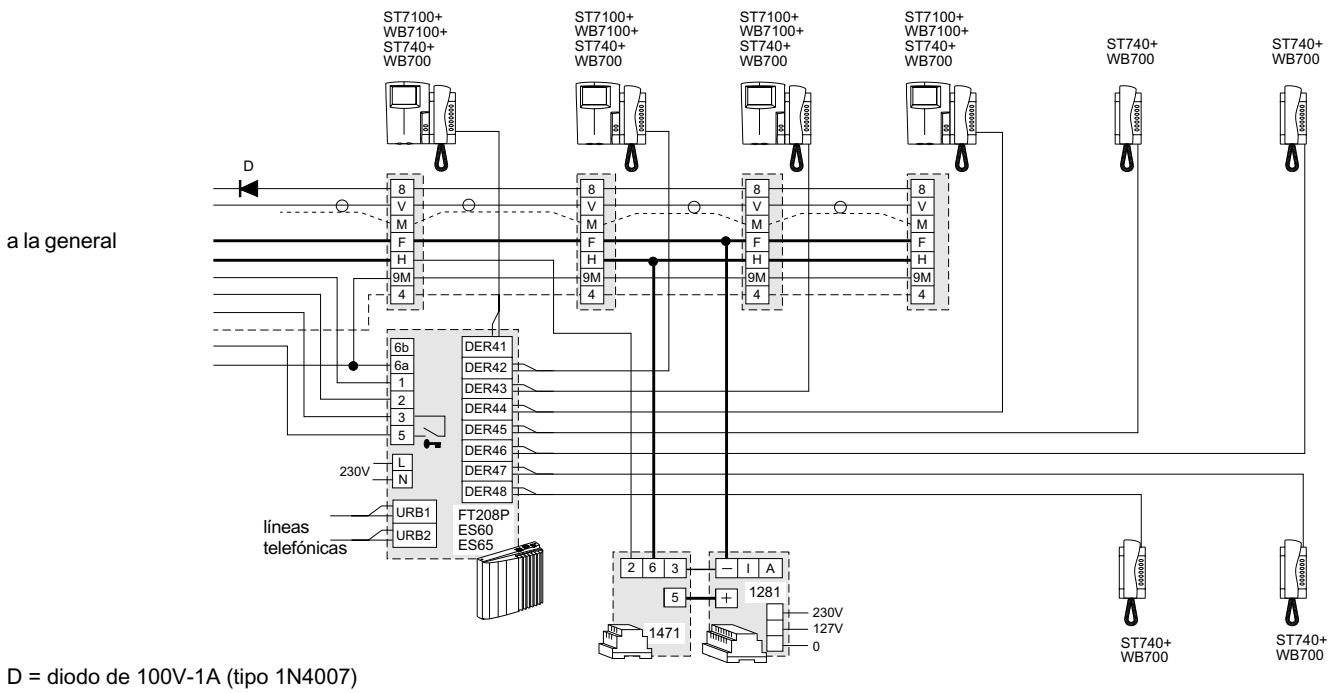 ST7100+
WB7100+
ST740+
WB700
ST7100+
WB7100+
ST740+
WB700
ST7100+
WB7100+
ST740+
WB700
ST7100+
WB7100+
ST740+
WB700
ST740+
WB700
ST740+
WB700
D
a la general
8
V
M
F
H
9M
4
8
V
M
F
H
9M
4
8
V
M
F
H
9M
4
8
V
M
F
H
9M
4
6b
6a
1
2
3
5
L
N
230V
URB1
URB2
líneas
telefónicas
DER41
DER42
DER43
DER44
DER45
DER46
DER47
DER48
FT208P
ES60
ES65
2 6 3
5
1471
– I A
1281
+
230V
127V
0
ST740+
WB700
ST740+
WB700
D = diodo de 100V-1A (tipo 1N4007)